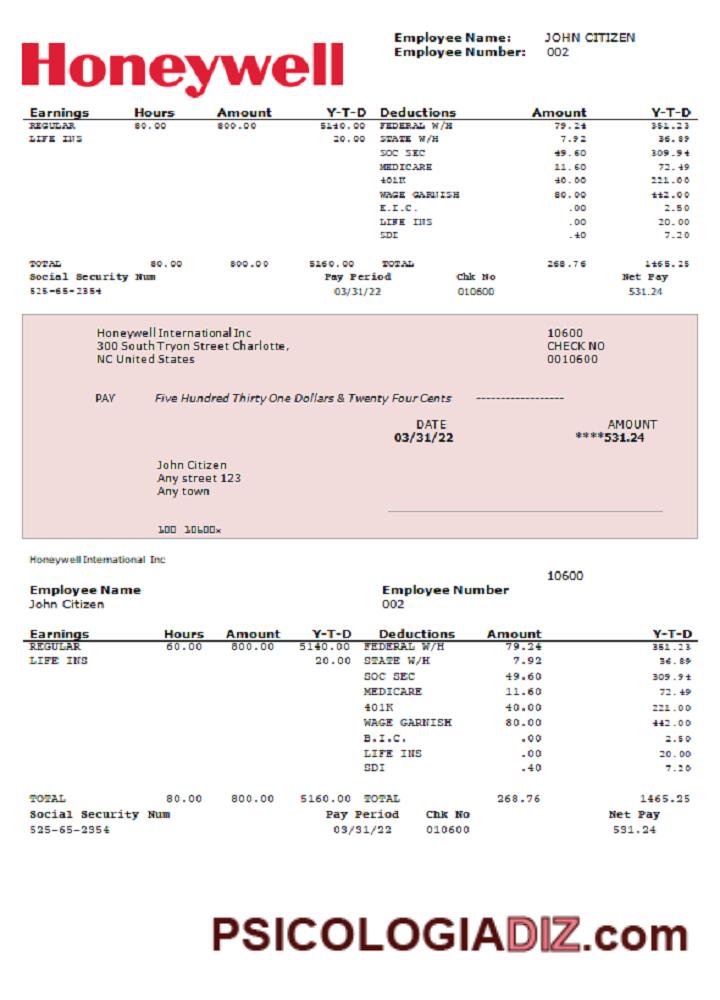 Honeywell
Employee Name: JOHN CITIZEN
Employee Number: 002
Earnings Hours Amount Y-T-D Deductions Amount Y-T-D
REGULAR 80.00 800.00 5140.00 FEDERAL W/H 79.24 351.23
LIFE INS 20.00 STATE W/H 7.92 36.89
SOC SEC 49.60 309.94
MEDICARE 11.60 72.49
401K 40.00 221.00
WAGE GARNISH 80.00 442.00
E.I.C. .00 2.50
LIFE INS .00 20.00
SDI .40 7.20
TOTAL 80.00 800.00 5160.00 TOTAL 268.76 1465.25
Social Security Num Pay Period Chk No Net Pay
525-65-2354 03/31/22 010600 531.24
Honeywell International Inc 10600
300 South Tryon Street Charlotte, CHECK NO
NC United States 0010600
PAY Five Hundred Thirty One Dollars & Twenty Four Cents ------------------
DATE AMOUNT
03/31/22 ****531.24
John Citizen
Any street 123
Any town
100 10600x
Honeywell International Inc
10600
Employee Name Employee Number
John Citizen 002
Earnings Hours Amount Y-T-D Deductions Amount Y-T-D
REGULAR 60.00 800.00 5140.00 FEDERAL W/H 79.24 351.23
LIFE INS 20.00 STATE W/H 7.92 36.89
SOC SEC 49.60 309.94
MEDICARE 11.60 72.49
401K 40.00 221.00
WAGE GARNISH 80.00 442.00
B.I.C. .00 2.50
LIFE INS .00 20.00
SDI .40 7.20
TOTAL 80.00 800.00 5160.00 TOTAL 268.76 1465.25
Social Security Num Pay Period Chk No Net Pay
525-65-2354 03/31/22 010600 531.24
PSICOLOGIADIZ.com